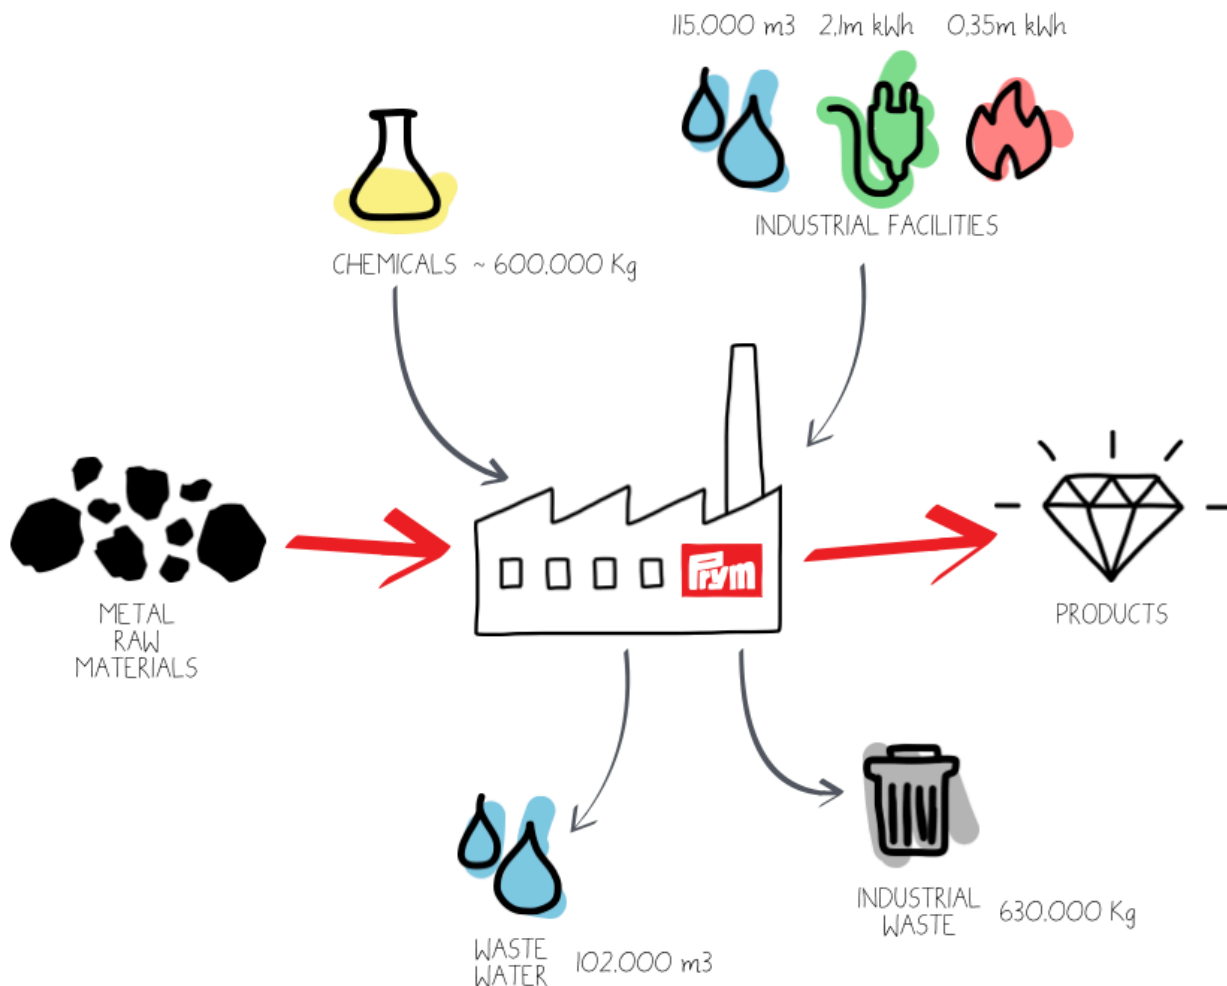 115.000 m3 2,1m kWh 0,35m kWh
INDUSTRIAL FACILITIES
CHEMICALS ~ 600.000 Kg
Prym
METAL
RAW
MATERIALS
PRODUCTS
INDUSTRIAL
WASTE
630.000 Kg
WASTE
WATER
102.000 m3